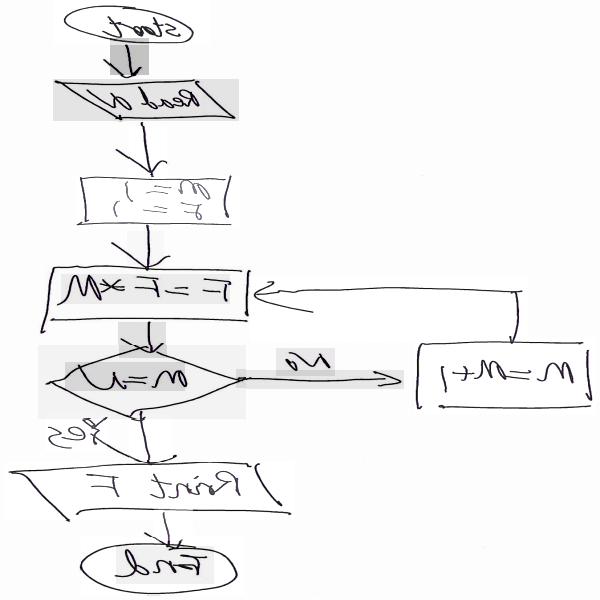 Start
Read N
M = 1
F = 1
F = F * M
M = N
No
M = M + 1
Yes
Print F
End